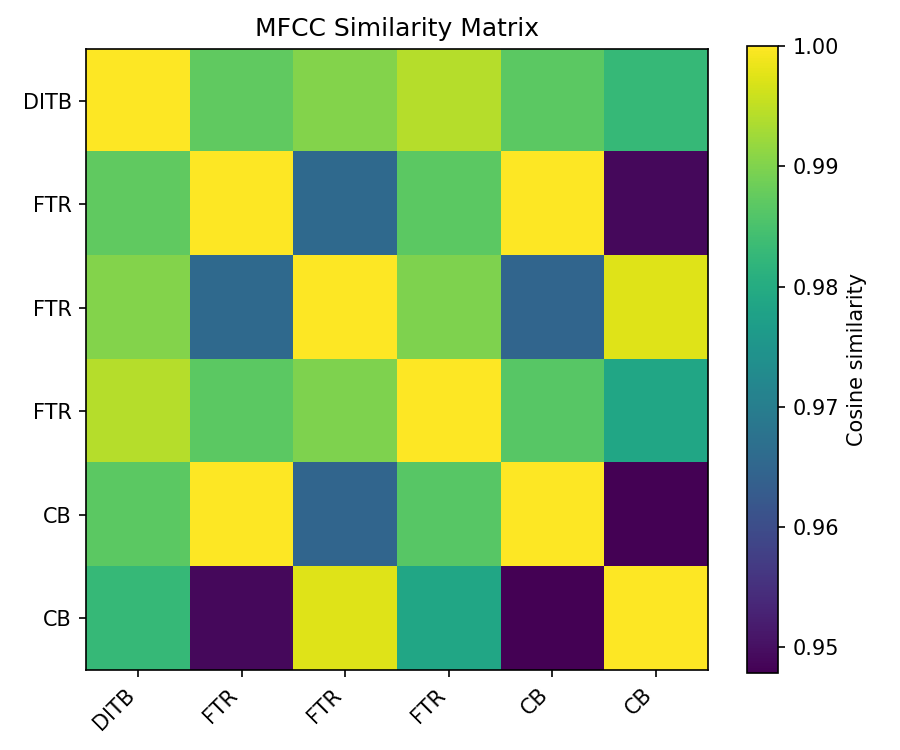 MFCC Similarity Matrix
DITB
FTR
FTR
FTR
CB
CB
DITB
FTR
FTR
FTR
CB
CB
1.00
0.99
0.98
0.97
0.96
0.95
Cosine similarity